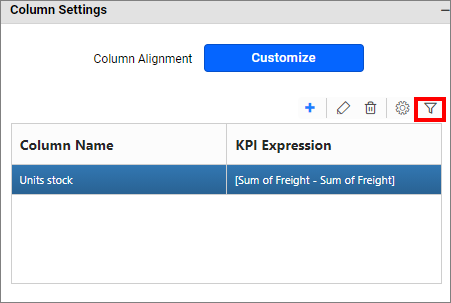 Column Settings
Column Alignment Customize
Column Name KPI Expression
Units stock [Sum of Freight - Sum of Freight]